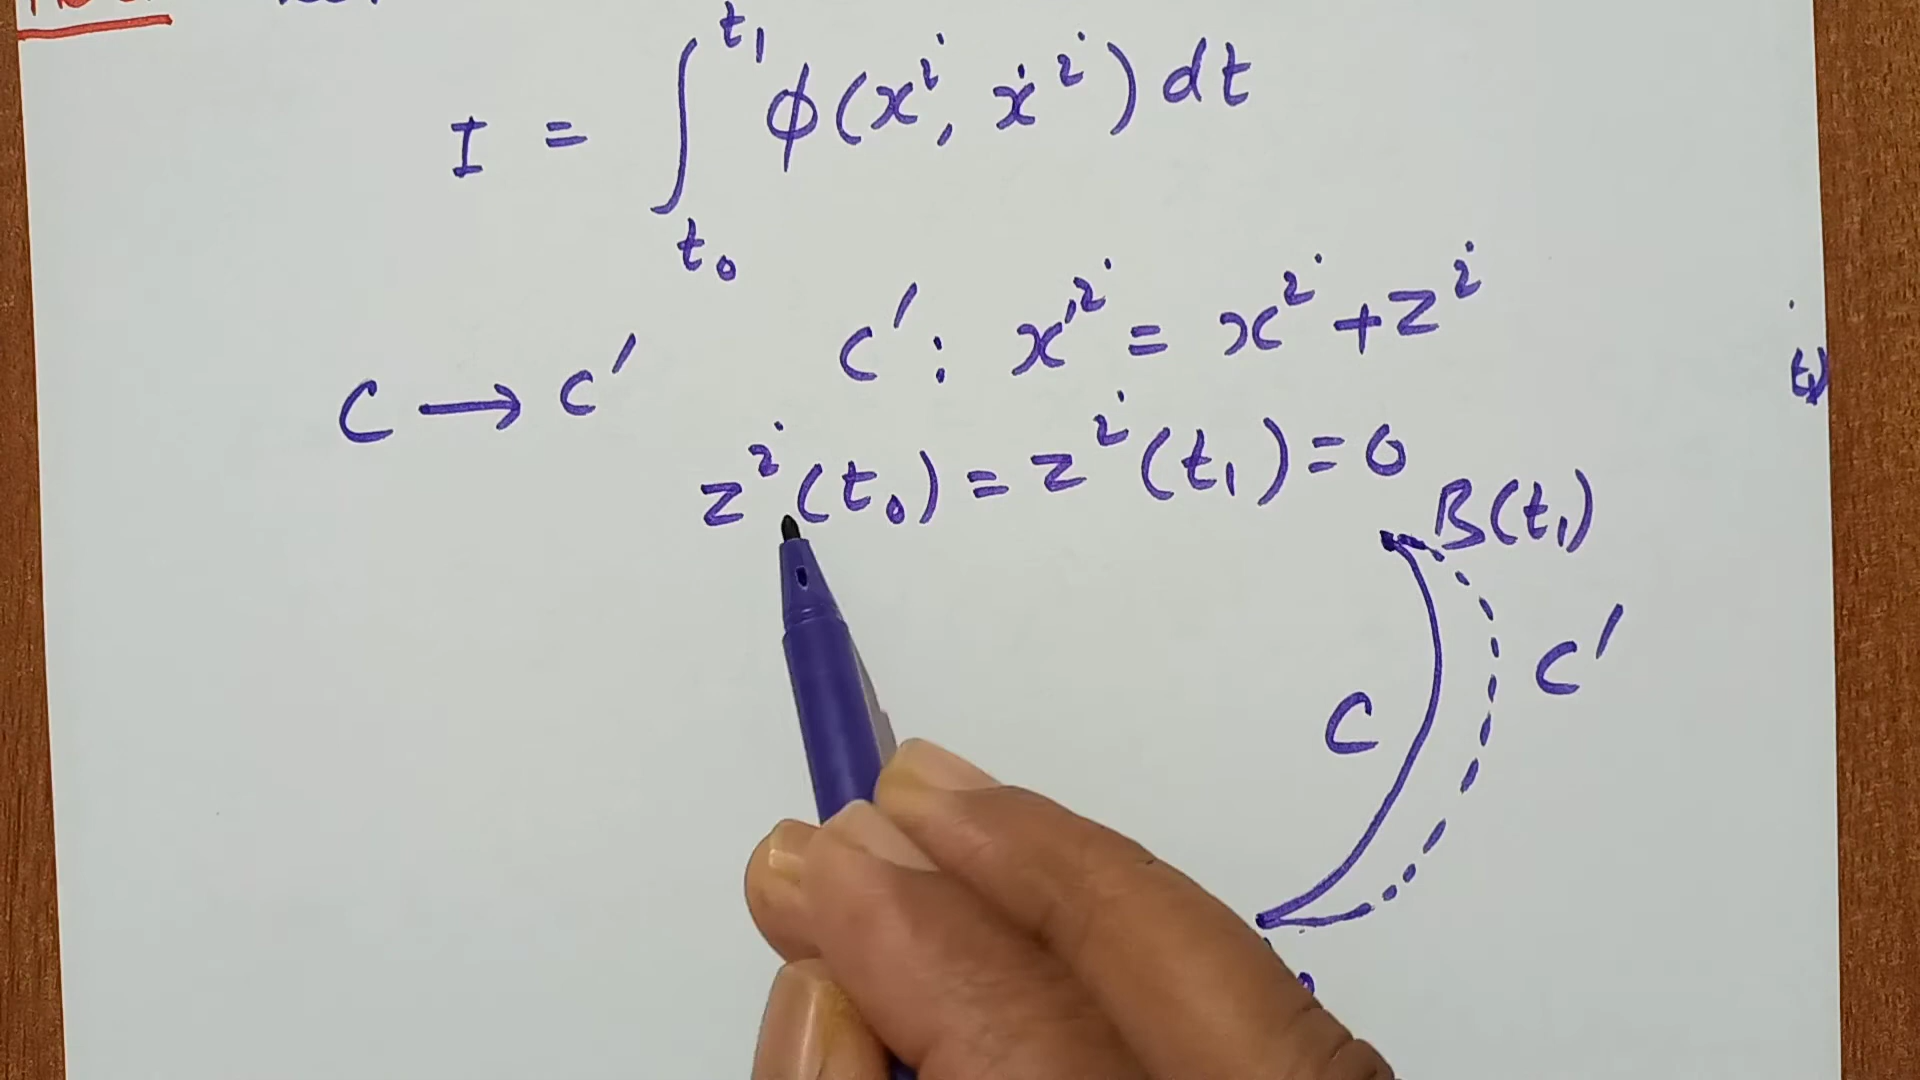 I = ∫_{t₀}^{t₁} ϕ(xⁱ, ẋⁱ) dt
C′ : x′ⁱ = xⁱ + zⁱ
C → C′
zⁱ(t₀) = zⁱ(t₁) = 0
B(t₁)
C′
C